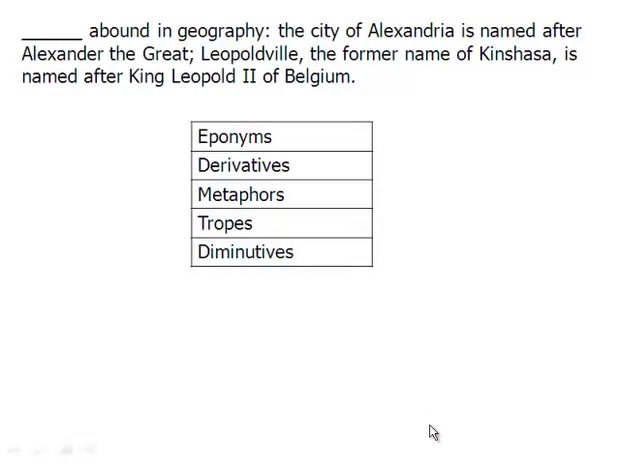 ______ abound in geography: the city of Alexandria is named after
Alexander the Great; Leopoldville, the former name of Kinshasa, is
named after King Leopold II of Belgium.
Eponyms
Derivatives
Metaphors
Tropes
Diminutives